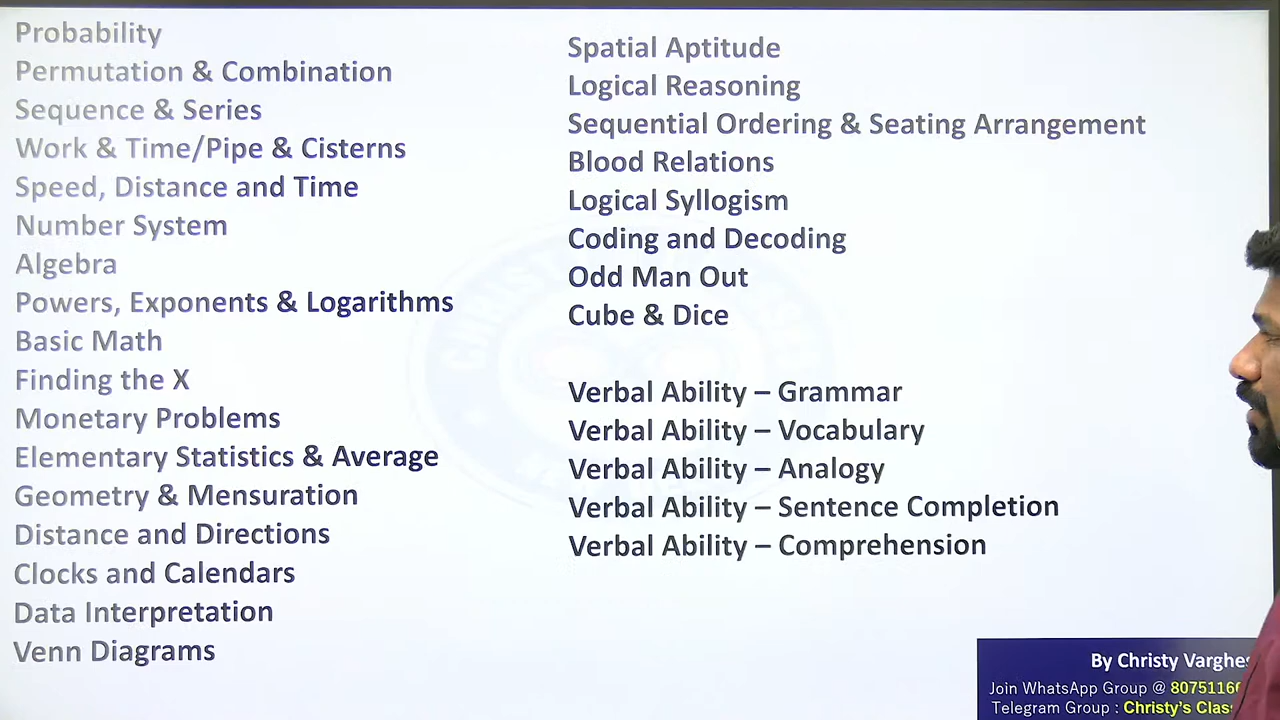 Probability
Permutation & Combination
Sequence & Series
Work & Time/Pipe & Cisterns
Speed, Distance and Time
Number System
Algebra
Powers, Exponents & Logarithms
Basic Math
Finding the X
Monetary Problems
Elementary Statistics & Average
Geometry & Mensuration
Distance and Directions
Clocks and Calendars
Data Interpretation
Venn Diagrams
Spatial Aptitude
Logical Reasoning
Sequential Ordering & Seating Arrangement
Blood Relations
Logical Syllogism
Coding and Decoding
Odd Man Out
Cube & Dice
Verbal Ability – Grammar
Verbal Ability – Vocabulary
Verbal Ability – Analogy
Verbal Ability – Sentence Completion
Verbal Ability – Comprehension
By Christy
Join WhatsApp Group @
Telegram Group : Christy's